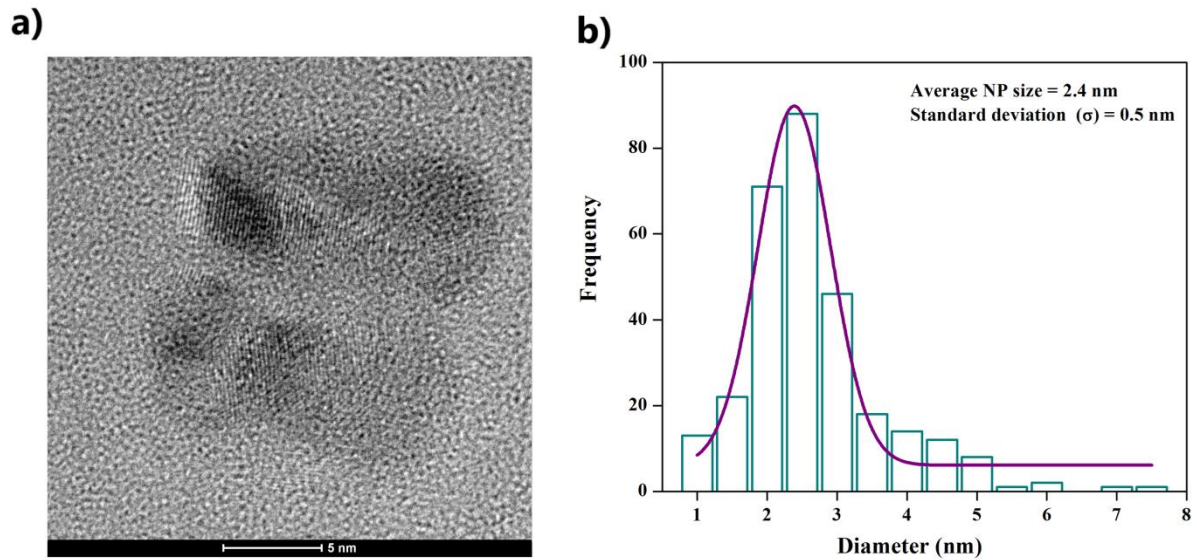 a)
5 nm
b)
Average NP size = 2.4 nm
Standard deviation (σ) = 0.5 nm
Frequency
100
80
60
40
20
0
1 2 3 4 5 6 7 8
Diameter (nm)